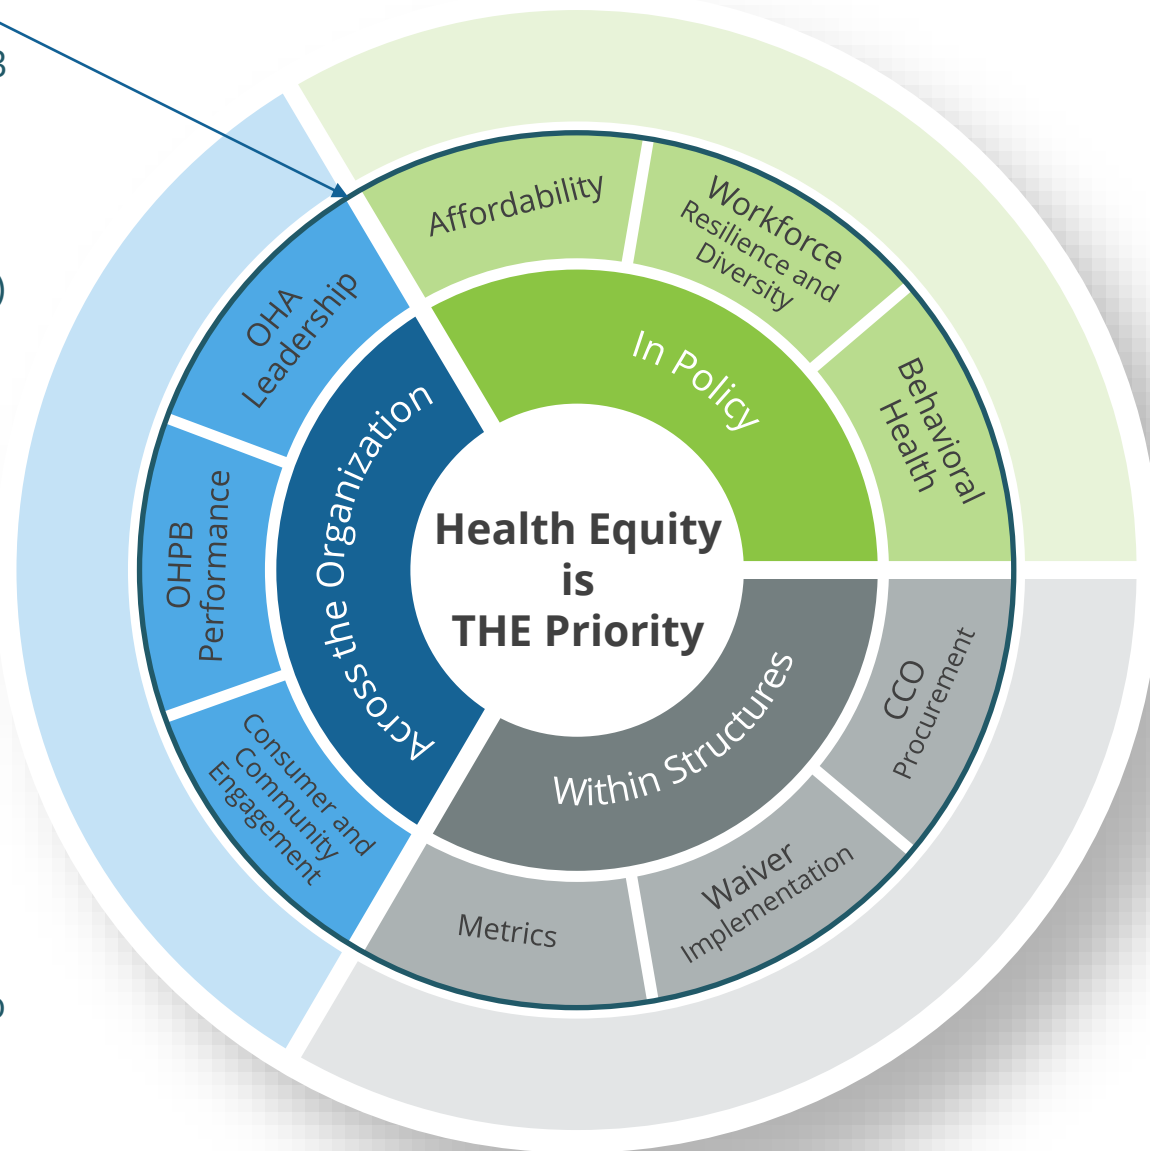 Health Equity
is
THE Priority
In Policy
Affordability
Workforce
Resilience and
Diversity
Behavioral
Health
Within Structures
CCO
Procurement
Waiver
Implementation
Metrics
Across the Organization
Consumer and
Community
Engagement
OHPB
Performance
OHA
Leadership
)